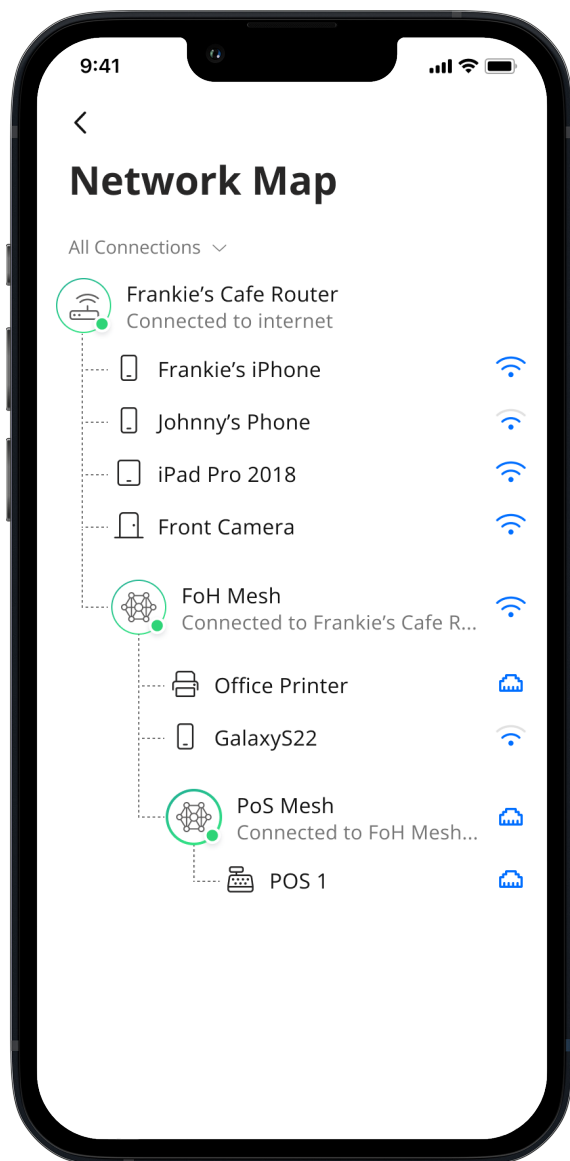 9:41
Network Map
All Connections
Frankie’s Cafe Router
Connected to internet
Frankie’s iPhone
Johnny’s Phone
iPad Pro 2018
Front Camera
FoH Mesh
Connected to Frankie’s Cafe R...
Office Printer
GalaxyS22
PoS Mesh
Connected to FoH Mesh...
POS 1